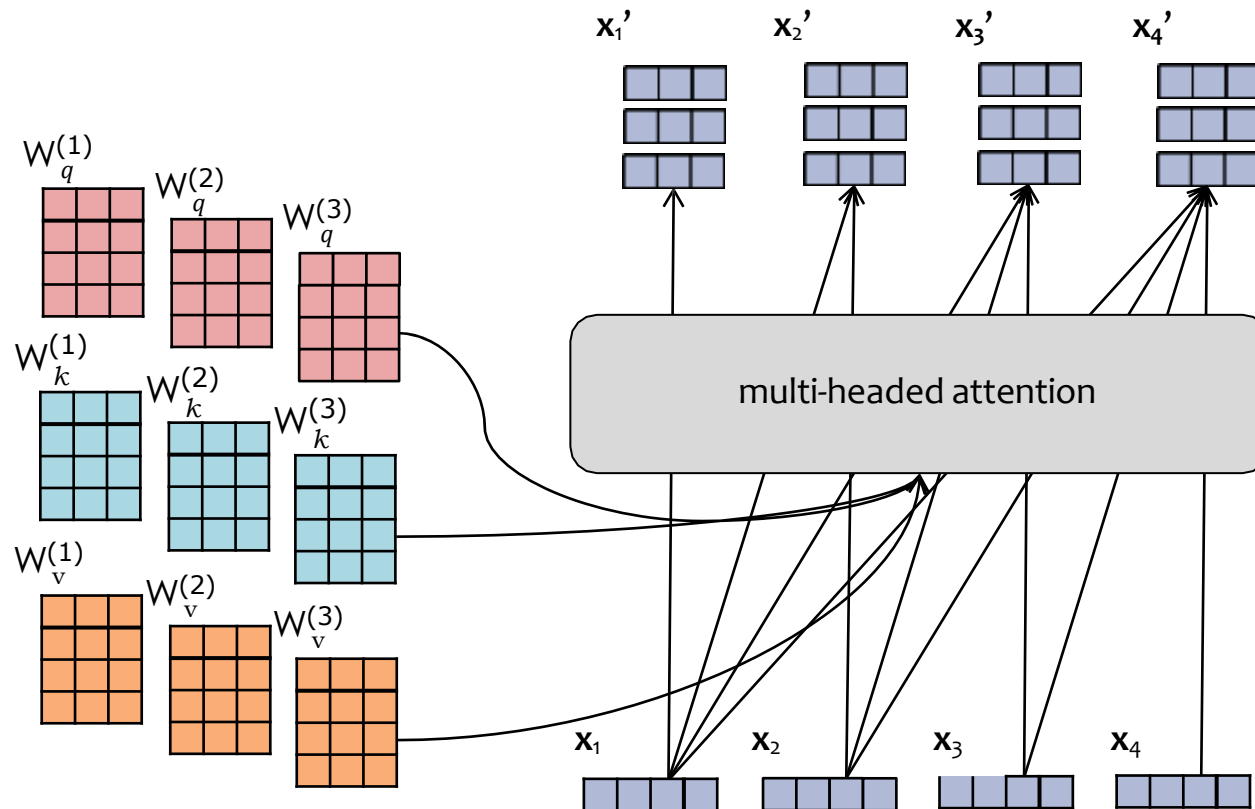 x₁’ x₂’ x₃’ x₄’
W_q^(1) W_q^(2) W_q^(3)
multi-headed attention
W_k^(1) W_k^(2) W_k^(3)
W_v^(1) W_v^(2) W_v^(3)
x₁ x₂ x₃ x₄